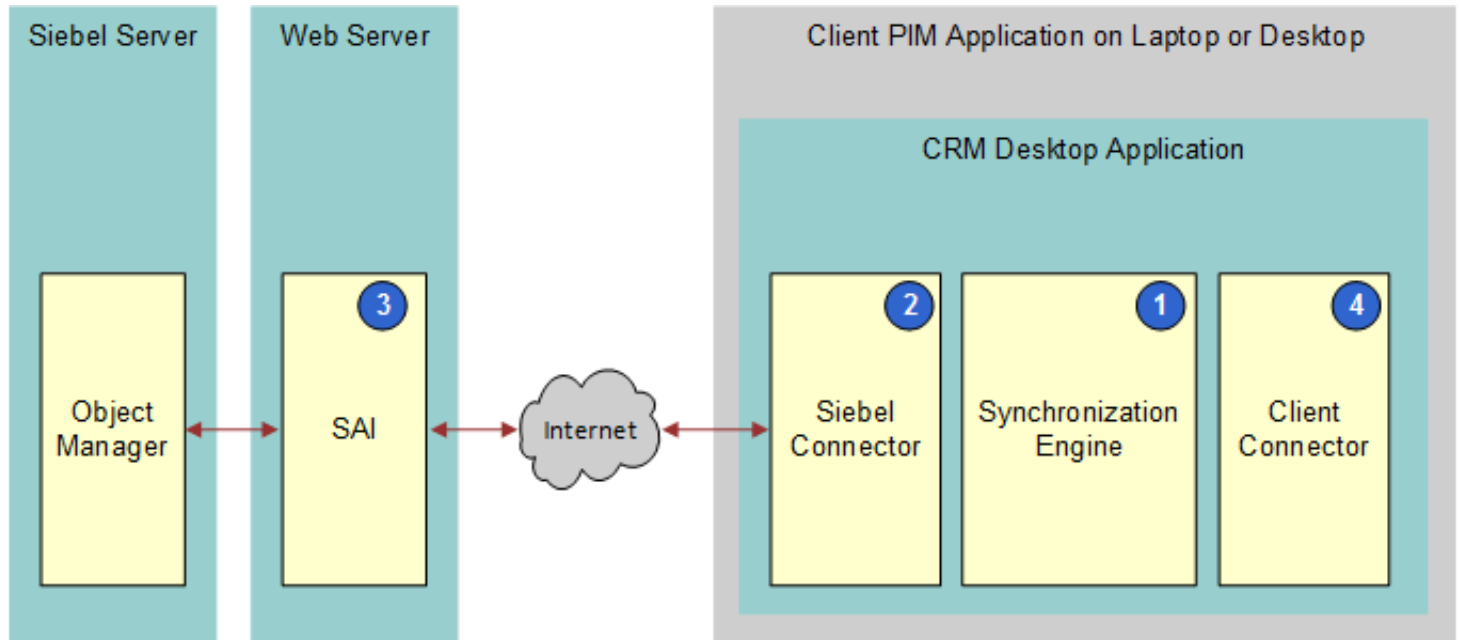 Siebel Server
Web Server
Client PIM Application on Laptop or Desktop
CRM Desktop Application
3
2
1
4
Object
Manager
SAI
Internet
Siebel
Connector
Synchronization
Engine
Client
Connector